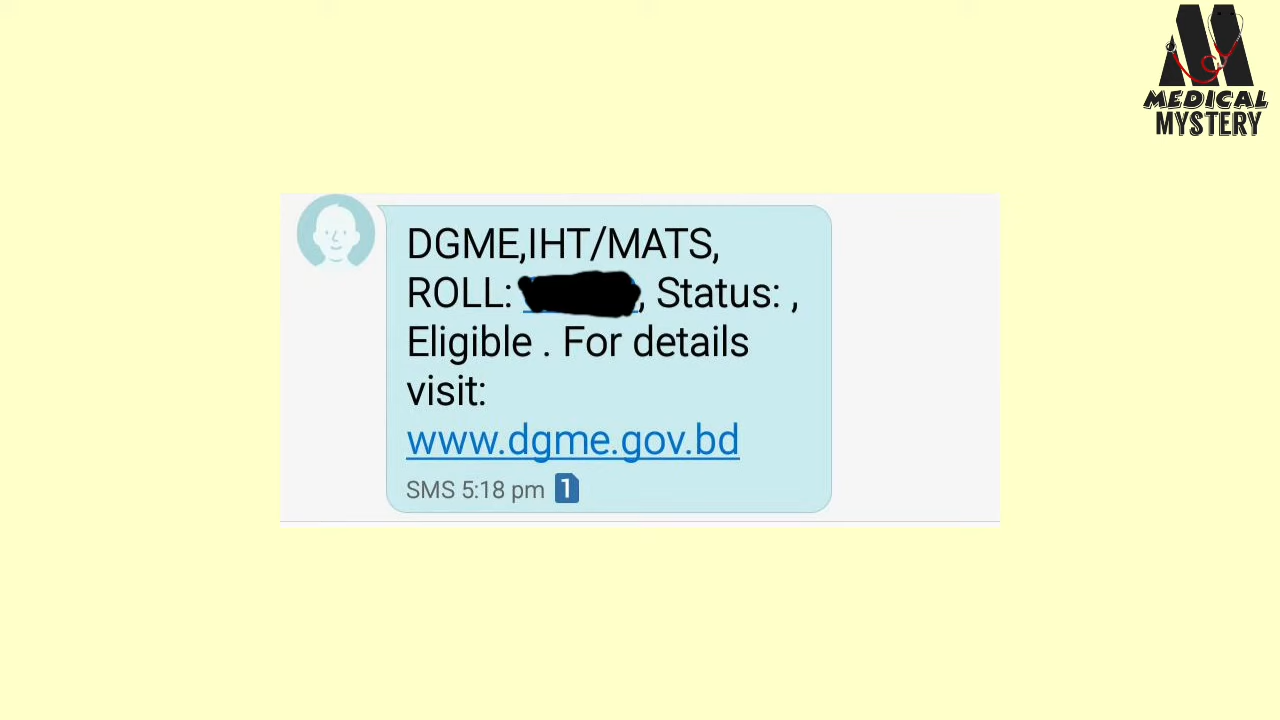 MEDICAL
MYSTERY
DGME,IHT/MATS,
ROLL: , Status: ,
Eligible . For details
visit:
www.dgme.gov.bd
SMS 5:18 pm 1